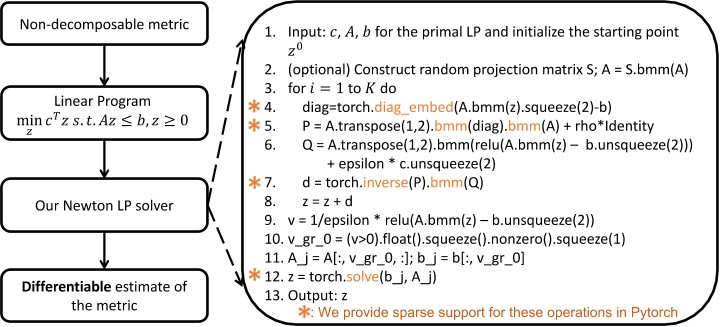 Non-decomposable metric
Linear Program
min_z c^T z s.t. Az ≤ b, z ≥ 0
Our Newton LP solver
Differentiable estimate of the metric
1. Input: c, A, b for the primal LP and initialize the starting point
z^0
2. (optional) Construct random projection matrix S; A = S.bmm(A)
3. for i = 1 to K do
* 4. diag=torch.diag_embed(A.bmm(z).squeeze(2)-b)
* 5. P = A.transpose(1,2).bmm(diag).bmm(A) + rho*Identity
6. Q = A.transpose(1,2).bmm(relu(A.bmm(z) – b.unsqueeze(2)))
+ epsilon * c.unsqueeze(2)
* 7. d = torch.inverse(P).bmm(Q)
8. z = z + d
9. v = 1/epsilon * relu(A.bmm(z) – b.unsqueeze(2))
10. v_gr_0 = (v>0).float().squeeze().nonzero().squeeze(1)
11. A_j = A[:, v_gr_0, :]; b_j = b[:, v_gr_0]
* 12. z = torch.solve(b_j, A_j)
13. Output: z
*: We provide sparse support for these operations in Pytorch